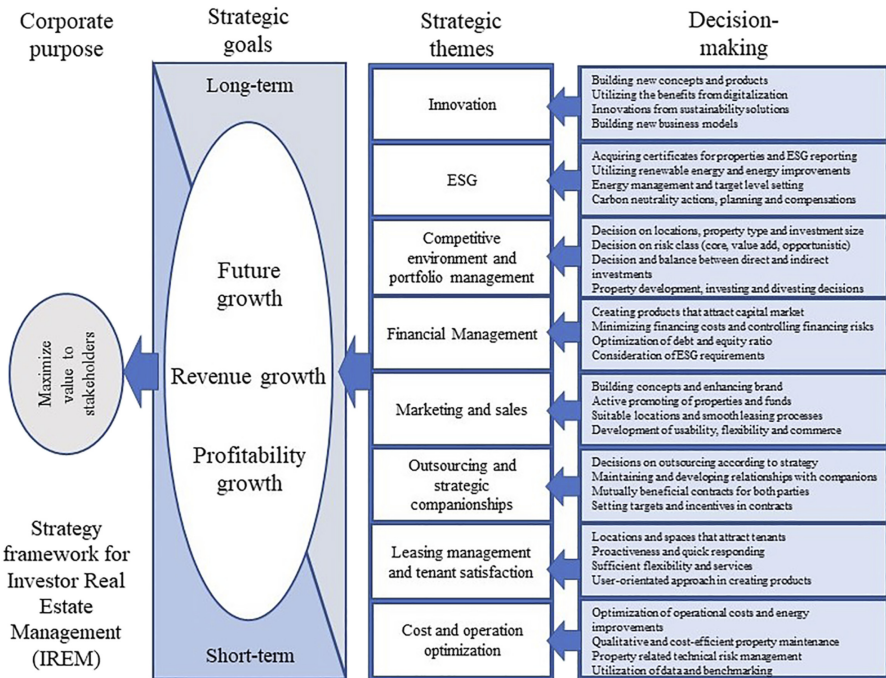 Corporate
purpose
Strategic
goals
Strategic
themes
Decision-
making
Long-term
Future
growth
Revenue growth
Profitability
growth
Short-term
Maximize
value to
stakeholders
Strategy
framework for
Investor Real
Estate
Management
(IREM)
Innovation
Building new concepts and products
Utilizing the benefits from digitalization
Innovations from sustainability solutions
Building new business models
ESG
Acquiring certificates for properties and ESG reporting
Utilizing renewable energy and energy improvements
Energy management and target level setting
Carbon neutrality actions, planning and compensations
Competitive
environment and
portfolio management
Decision on locations, property type and investment size
Decision on risk class (core, value add, opportunistic)
Decision and balance between direct and indirect
investments
Property development, investing and divesting decisions
Financial Management
Creating products that attract capital market
Minimizing financing costs and controlling financing risks
Optimization of debt and equity ratio
Consideration of ESG requirements
Marketing and sales
Building concepts and enhancing brand
Active promoting of properties and funds
Suitable locations and smooth leasing processes
Development of usability, flexibility and commerce
Outsourcing and
strategic
companionships
Decisions on outsourcing according to strategy
Maintaining and developing relationships with companions
Mutually beneficial contracts for both parties
Setting targets and incentives in contracts
Leasing management
and tenant satisfaction
Locations and spaces that attract tenants
Proactiveness and quick responding
Sufficient flexibility and services
User-orientated approach in creating products
Cost and operation
optimization
Optimization of operational costs and energy
improvements
Qualitative and cost-efficient property maintenance
Property related technical risk management
Utilization of data and benchmarking